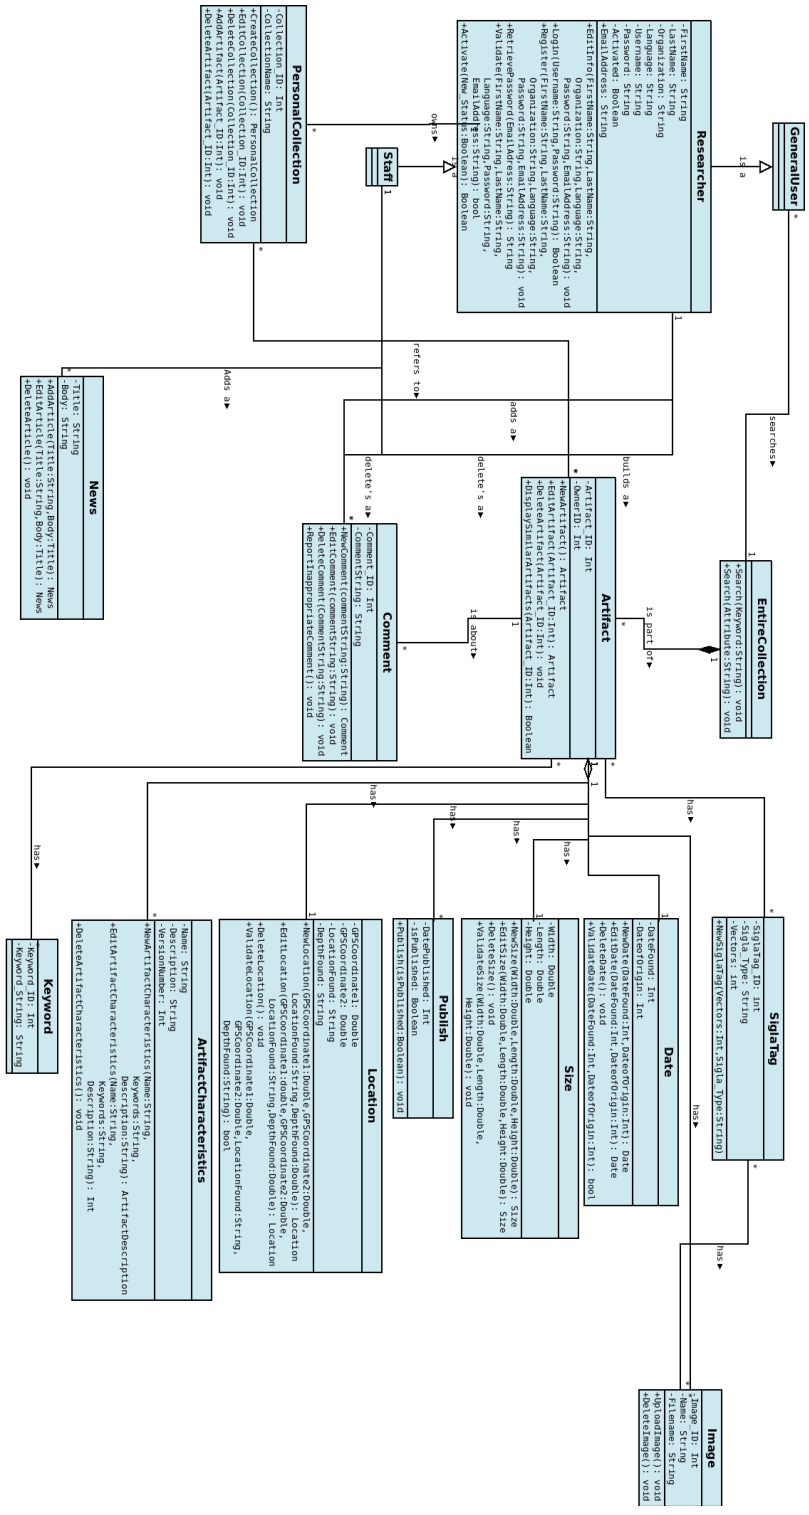 GeneralUser
*
is a
searches▶
Researcher
-FirstName: String
-LastName: String
-Organization: String
-Language: String
-Username: String
-Password: String
-Activated: Boolean
+EmailAddress: String
+EditInfo(FirstName:String,LastName:String,
Organization:String,Language:String,
Password:String,EmailAddress:String): void
+Login(Username:String,Password:String): Boolean
+Register(FirstName:String,LastName:String,
Organization:String,Language:String,
Password:String,EmailAddress:String): void
+RetrievePassword(EmailAdress:String): String
+Validate(FirstName:String,LastName:String,
Language:String,Password:String,
EmailAddress:String): bool
+Activate(New Status:Boolean): Boolean
1
owns▶
is a
Staff
1
PersonalCollection
-Collection_ID: Int
-CollectionName: String
+CreateCollection(): PersonalCollection
+EditCollection(Collection_ID:Int): void
+DeleteCollection(Collection_ID:Int): void
+AddArtifact(Artifact_ID:Int): void
+DeleteArtifact(Artifact_ID:Int): void
*
*
refers to▶
adds a▶
builds a▶
Adds a▶
delete's a▶
delete's a▶
*
News
-Title: String
-Body: String
+AddArticle(Title:String,Body:Title): News
+EditArticle(Title:String,Body:Title): News
+DeleteArticle(): void
1
EntireCollection
+Search(Keyword:String): void
+Search(Attribute:String): void
1
is part of▶
*
*
Artifact
-Artifact_ID: Int
-OwnerID: Int
+NewArtifact(): Artifact
+EditArtifact(Artifact_ID:Int): Artifact
+DeleteArtifact(Artifact_ID:Int): void
+DisplaySimilarArtifacts(Artifact_ID:Int): Boolean
1
is about▶
*
*
Comment
-Comment_ID: Int
-CommentString: String
+NewComment(commentString:String): Comment
+EditComment(commentString:String): void
+DeleteComment(CommentString:String): void
+ReportInappropriateComment(): void
*
1
1
*
has▶
has▶
has▶
has▶
has▶
has▶
has▶
has▶
*
SiglaTag
-SiglaTag_ID: int
-Sigla_Type: String
-Vectors: int
+NewSiglaTag(Vectors:Int,Sigla_Type:String)
*
1
Date
-DateFound: Int
-DateofOrigin: Int
+NewDate(DateFound:Int,DateofOrigin:Int): Date
+EditDate(DateFound:Int,DateofOrigin:Int): Date
+DeleteDate(): void
+ValidateDate(DateFound:Int,DateofOrigin:Int): bool
1
Size
-Width: Double
-Length: Double
-Height: Double
+NewSize(Width:Double,Length:Double,Height:Double): Size
+EditSize(Width:Double,Length:Double,Height:Double): Size
+DeleteSize(): void
+ValidateSize(Width:Double,Length:Double,
Height:Double): void
*
Publish
-DatePublished: Int
-isPublished: Boolean
+Publish(isPublished:Boolean): void
1
Location
-GPSCoordinate1: Double
-GPSCoordinate2: Double
-LocationFound: String
-DepthFound: String
+NewLocation(GPSCoordinate1:Double,GPSCoordinate2:Double,
LocationFound:String,DepthFound:Double): Location
+EditLocation(GPSCoordinate1:double,GPSCoordinate2:Double,
LocationFound:String,DepthFound:Double): Location
+DeleteLocation(): void
+ValidateLocation(GPSCoordinate1:Double,
GPSCoordinate2:Double,LocationFound:String,
DepthFound:String): bool
*
ArtifactCharacteristics
-Name: String
-Description: String
-VersionNumber: Int
+NewArtifactCharacteristics(Name:String,
Keywords:String,
Description:String): ArtifactDescription
+EditArtifactCharacteristics(Name:String,
Keywords:String,
Description:String): Int
+DeleteArtifactCharacteristics(): void
*
Keyword
-Keyword_ID: Int
-Keyword_String: String
*
*
Image
-Image_ID: Int
-Name: String
-Filename: String
+UploadImage(): void
+DeleteImage(): void